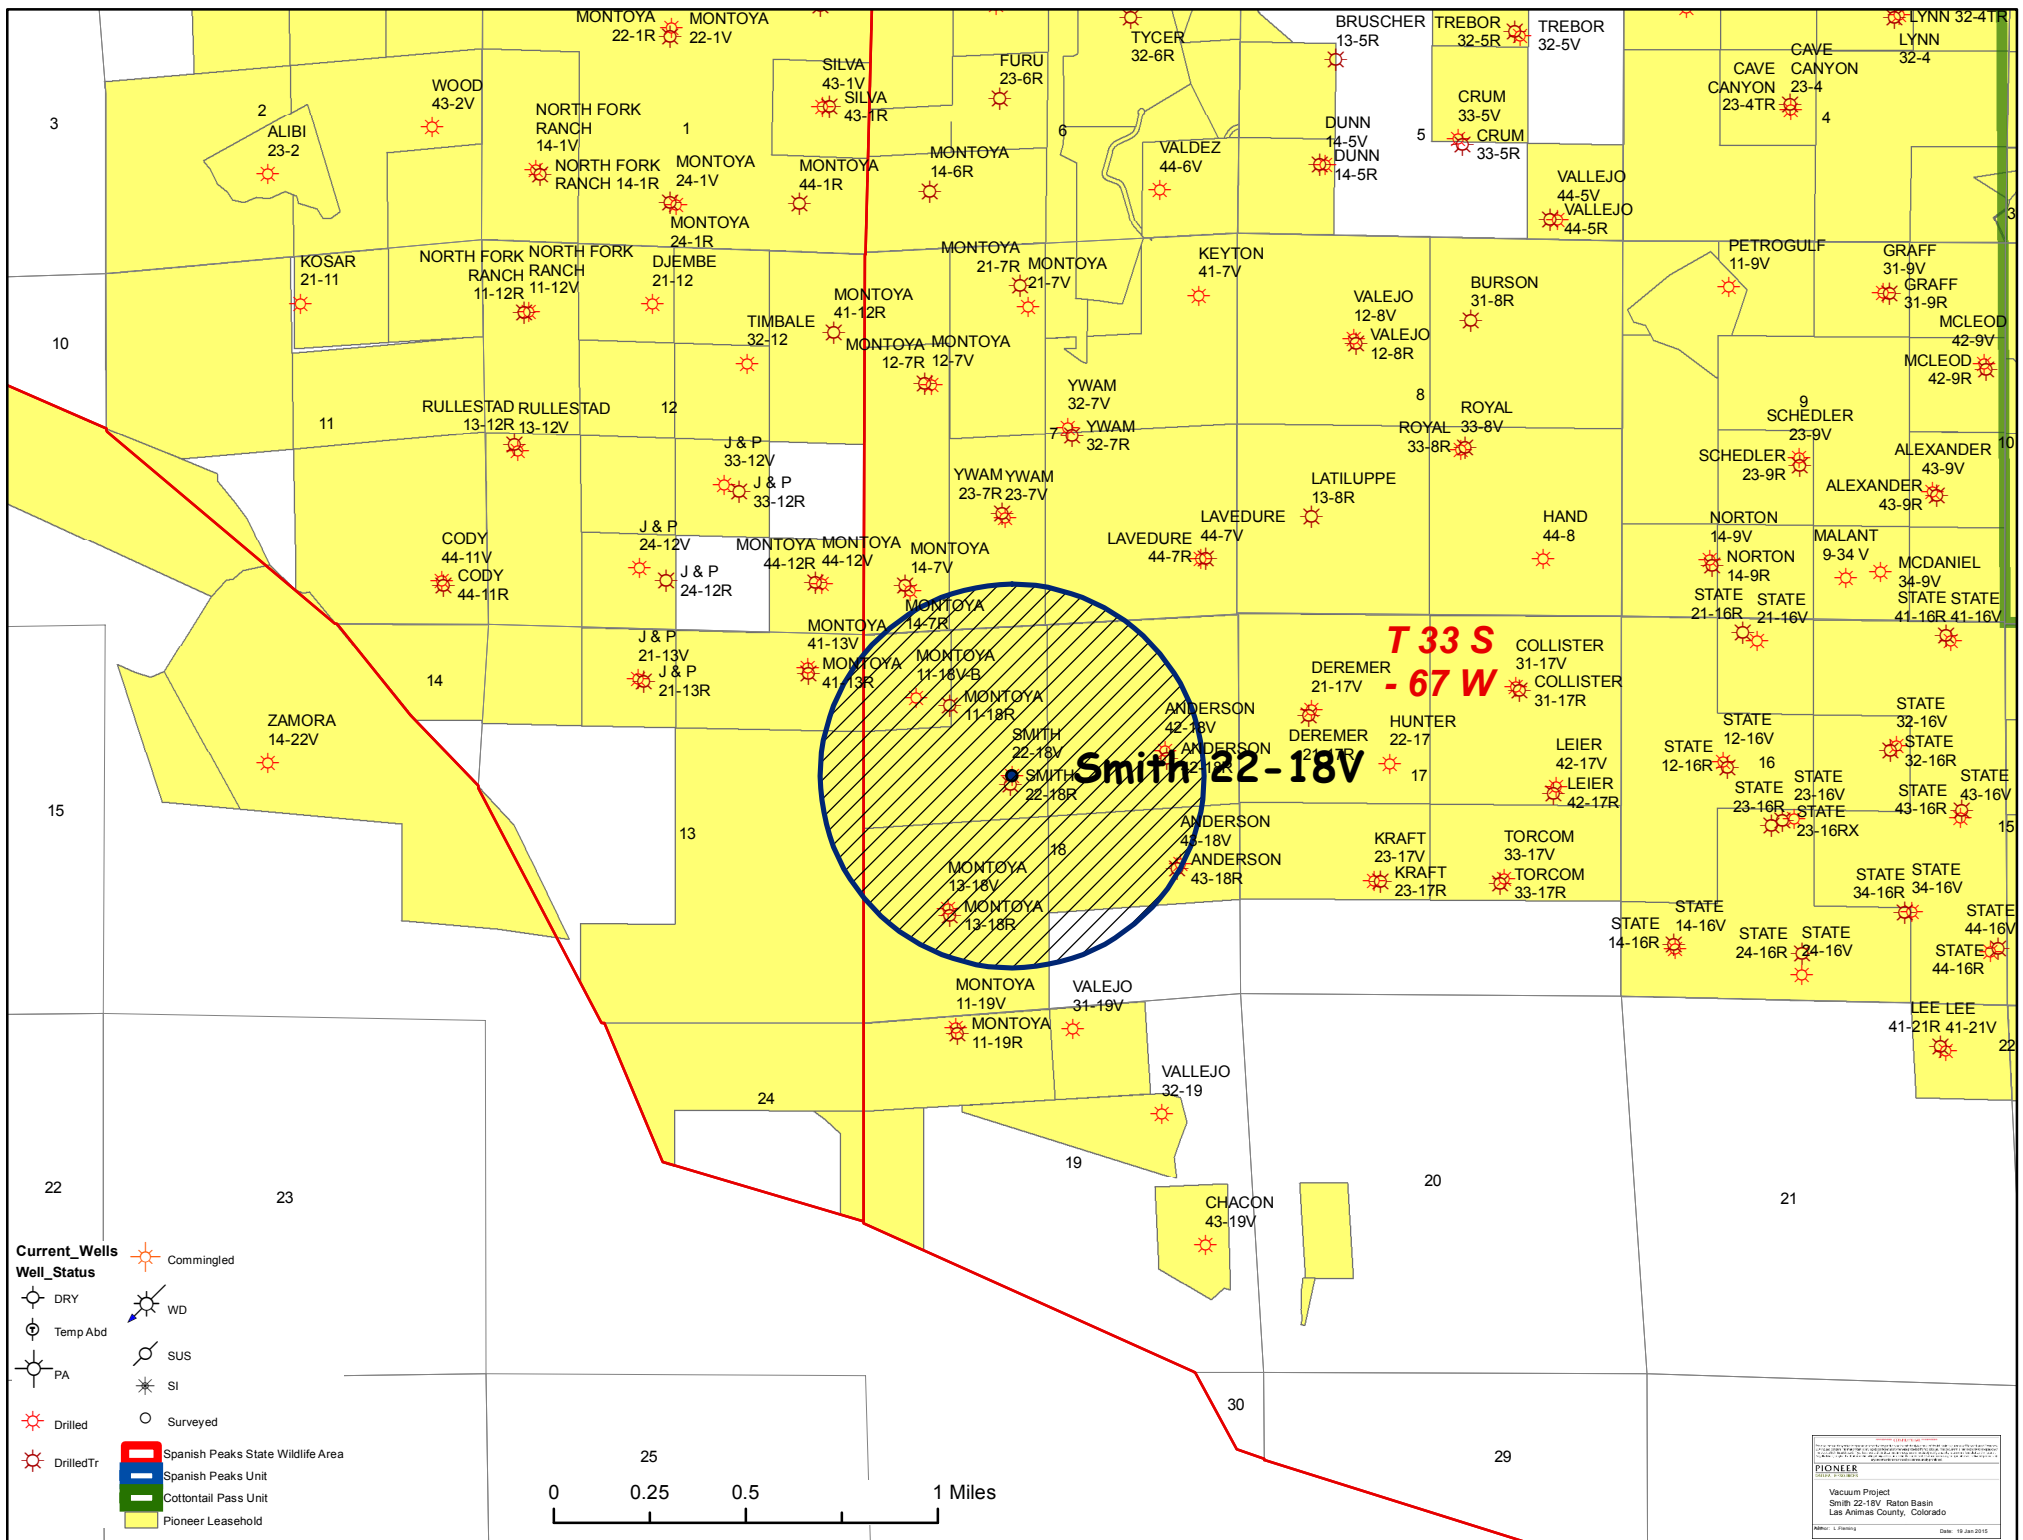 MONTOYA
22-1R
MONTOYA
22-1V
TYCER
32-6R
BRUSCHER
13-5R
TREBOR
32-5R
TREBOR
32-5V
LYNN 32-4TR
LYNN
32-4
WOOD
43-2V
SILVA
43-1V
SILVA
43-1R
FURU
23-6R
CRUM
33-5V
CRUM
33-5R
CAVE
CANYON
23-4TR
CAVE
CANYON
23-4
3
2
1
6
5
4
3
ALIBI
23-2
NORTH FORK
RANCH
14-1V
NORTH FORK
RANCH 14-1R
MONTOYA
24-1V
MONTOYA
24-1R
MONTOYA
44-1R
MONTOYA
14-6R
VALDEZ
44-6V
DUNN
14-5V
DUNN
14-5R
VALLEJO
44-5V
VALLEJO
44-5R
KOSAR
21-11
NORTH FORK
RANCH
11-12R
NORTH FORK
RANCH
11-12V
DJEMBE
21-12
MONTOYA
21-7R
MONTOYA
21-7V
KEYTON
41-7V
PETROGULF
11-9V
GRAFF
31-9V
GRAFF
31-9R
TIMBALE
32-12
MONTOYA
41-12R
MONTOYA
12-7R
MONTOYA
12-7V
VALEJO
12-8V
VALEJO
12-8R
BURSON
31-8R
MCLEOD
42-9V
MCLEOD
42-9R
10
11
12
7
8
9
10
RULLESTAD
13-12R
RULLESTAD
13-12V
YWAM
32-7V
YWAM
32-7R
ROYAL
33-8V
ROYAL
33-8R
SCHEDLER
23-9V
SCHEDLER
23-9R
ALEXANDER
43-9V
ALEXANDER
43-9R
J & P
33-12V
J & P
33-12R
YWAM
23-7R
YWAM
23-7V
LATILUPPE
13-8R
CODY
44-11V
CODY
44-11R
J & P
24-12V
J & P
24-12R
MONTOYA
44-12R
MONTOYA
44-12V
MONTOYA
14-7V
MONTOYA
14-7R
LAVEDURE
44-7R
LAVEDURE
44-7V
HAND
44-8
NORTON
14-9V
NORTON
14-9R
MALANT
9-34 V
MCDANIEL
34-9V
STATE
21-16R
STATE
21-16V
STATE
41-16R
STATE
41-16V
T 33 S
- 67 W
14
J & P
21-13V
J & P
21-13R
MONTOYA
41-13V
MONTOYA
41-13R
MONTOYA
11-18V-B
MONTOYA
11-18R
DEREMER
21-17V
DEREMER
21-17R
COLLISTER
31-17V
COLLISTER
31-17R
ZAMORA
14-22V
SMITH
22-18V
SMITH
22-18R
ANDERSON
42-18V
ANDERSON
42-18R
Smith 22-18V
HUNTER
22-17
LEIER
42-17V
LEIER
42-17R
STATE
12-16V
STATE
12-16R
STATE
32-16V
STATE
32-16R
15
13
18
17
16
15
STATE
23-16R
STATE
23-16V
STATE
23-16RX
STATE
43-16V
STATE
43-16R
MONTOYA
13-18V
MONTOYA
13-18R
ANDERSON
43-18V
ANDERSON
43-18R
KRAFT
23-17V
KRAFT
23-17R
TORCOM
33-17V
TORCOM
33-17R
STATE
34-16R
STATE
34-16V
STATE
14-16R
STATE
14-16V
STATE
24-16R
STATE
24-16V
STATE
44-16V
STATE
44-16R
MONTOYA
11-19V
MONTOYA
11-19R
VALEJO
31-19V
LEE
41-21R
LEE
41-21V
22
VALLEJO
32-19
24
19
20
21
22
23
CHACON
43-19V
30
25
29
Current_Wells
Well_Status
DRY
Temp Abd
PA
Drilled
DrilledTr
Commingled
WD
SUS
SI
Surveyed
Spanish Peaks State Wildlife Area
Spanish Peaks Unit
Cottontail Pass Unit
Pioneer Leasehold
0 0.25 0.5 1 Miles
PIONEER
Vacuum Project
Smith 22-18V Raton Basin
Las Animas County, Colorado
Author: L.Fleming
Date: 19 Jan 2015